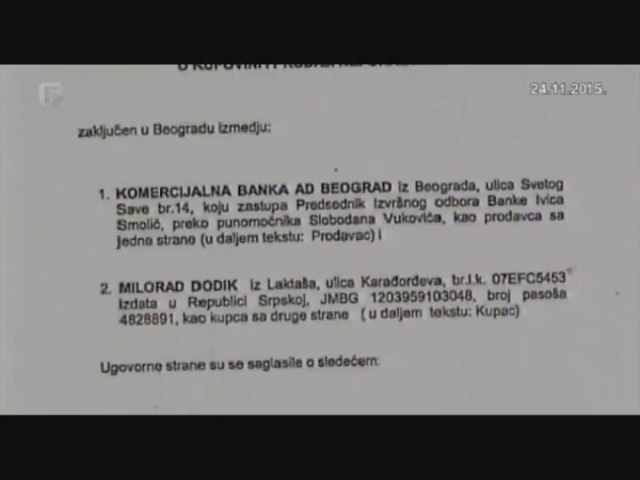 24.11.2015.
O KUPOVINI I PRODAJI
zaključen u Beogradu izmedju:
1. KOMERCIJALNA BANKA AD BEOGRAD iz Beograda, ulica Svetog
Save br.14, koju zastupa Predsednik Izvršnog odbora Banke Ivica
Smolić, preko punomoćnika Slobodana Vukovića, kao prodavca sa
jedne strane (u daljem tekstu: Prodavac) i
2. MILORAD DODIK iz Laktaša, ulica Karađorđeva, br.l.k. 07EFC5453
izdata u Republici Srpskoj, JMBG 1203959103048, broj pasoša
4828891, kao kupca sa druge strane ( u daljem tekstu: Kupac)
Ugovorne strane su se saglasile o sledećem: